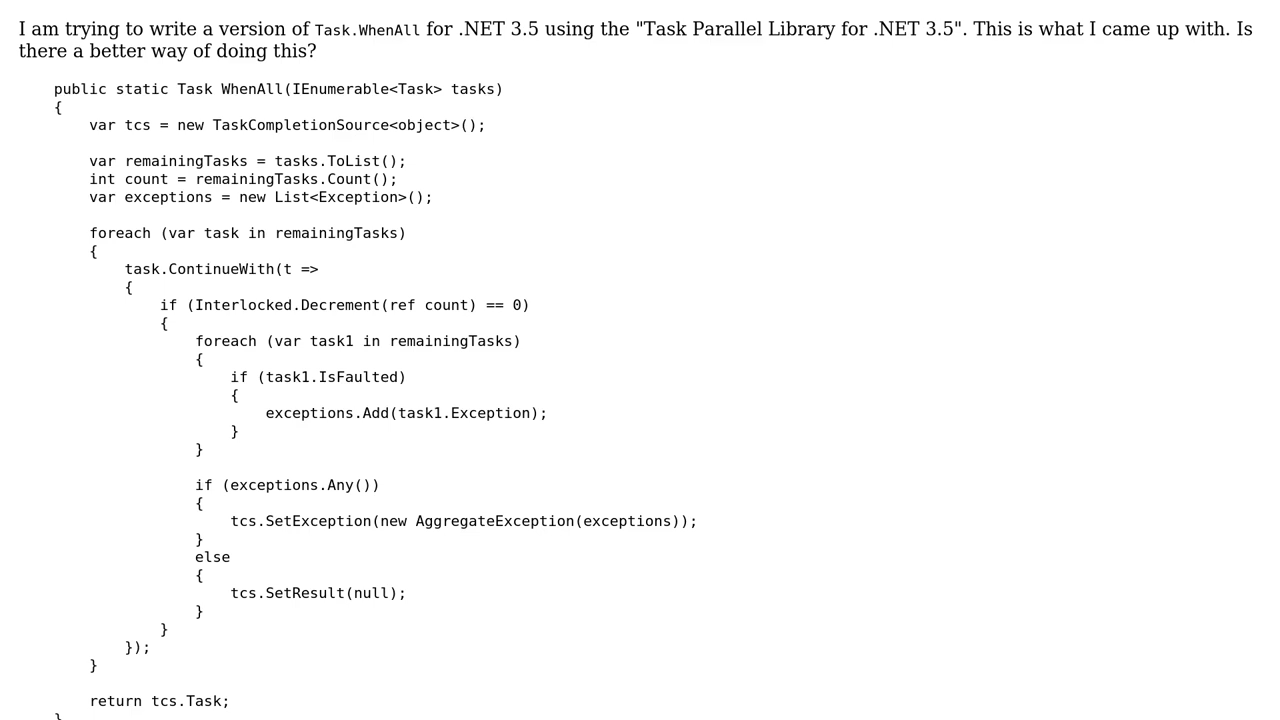 I am trying to write a version of Task.WhenAll for .NET 3.5 using the "Task Parallel Library for .NET 3.5". This is what I came up with. Is
there a better way of doing this?
public static Task WhenAll(IEnumerable<Task> tasks)
{
var tcs = new TaskCompletionSource<object>();
var remainingTasks = tasks.ToList();
int count = remainingTasks.Count();
var exceptions = new List<Exception>();
foreach (var task in remainingTasks)
{
task.ContinueWith(t =>
{
if (Interlocked.Decrement(ref count) == 0)
{
foreach (var task1 in remainingTasks)
{
if (task1.IsFaulted)
{
exceptions.Add(task1.Exception);
}
}
if (exceptions.Any())
{
tcs.SetException(new AggregateException(exceptions));
}
else
{
tcs.SetResult(null);
}
}
});
}
return tcs.Task;
}